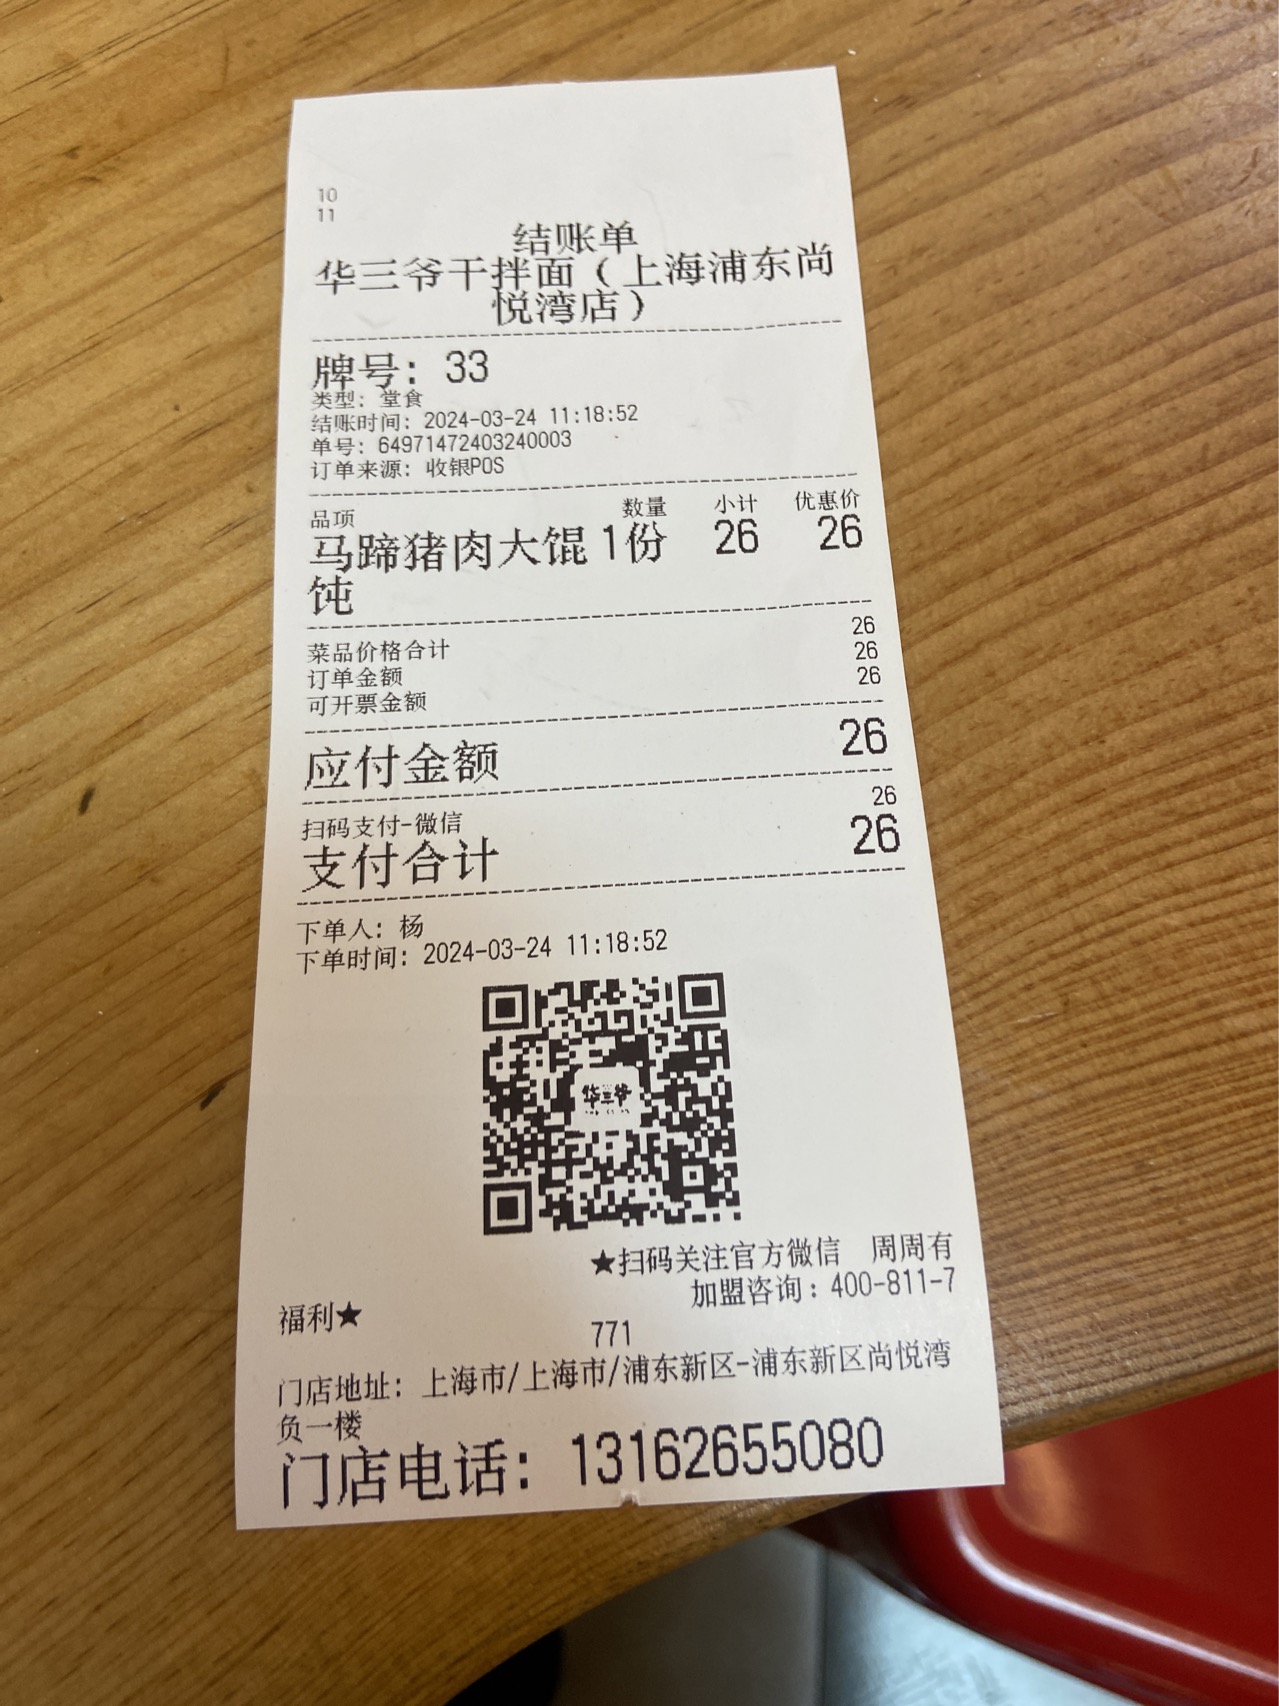 10
11
结账单
华三爷干拌面（上海浦东尚
悦湾店）
牌号：33
类型：堂食
结账时间：2024-03-24 11:18:52
单号：64971472403240003
订单来源：收银POS
品项 数量 小计 优惠价
马蹄猪肉大馄 1份 26 26
饨
菜品价格合计 26
订单金额 26
可开票金额 26
应付金额 26
扫码支付-微信 26
支付合计 26
下单人：杨
下单时间：2024-03-24 11:18:52
华三爷
★扫码关注官方微信 周周有
福利★ 加盟咨询：400-811-7
771
门店地址：上海市/上海市/浦东新区-浦东新区尚悦湾
负一楼
门店电话：13162655080